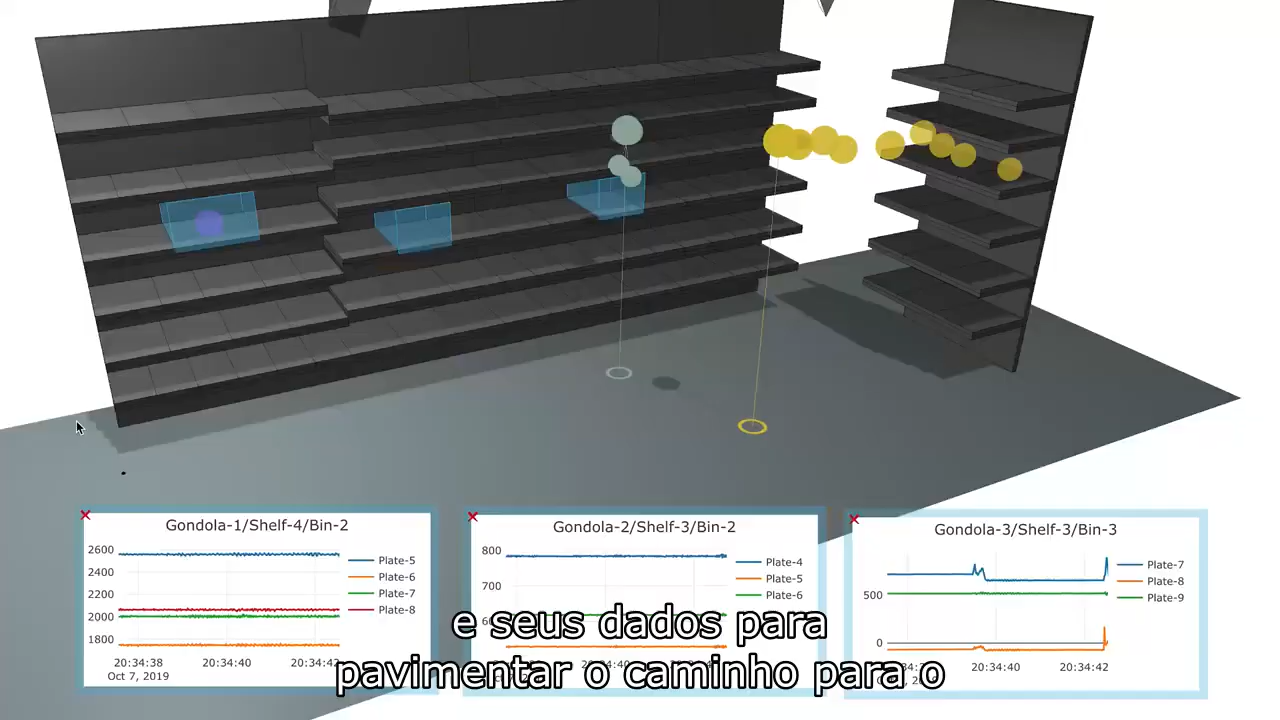 Gondola-1/Shelf-4/Bin-2
2600
2400
2200
2000
1800
Plate-5
Plate-6
Plate-7
Plate-8
20:34:38
20:34:40
20:34:42
Oct 7, 2019
Gondola-2/Shelf-3/Bin-2
800
700
Plate-4
Plate-5
Plate-6
Gondola-3/Shelf-3/Bin-3
500
0
Plate-7
Plate-8
Plate-9
20:34:40
20:34:42
e seus dados para
pavimentar o caminho para o